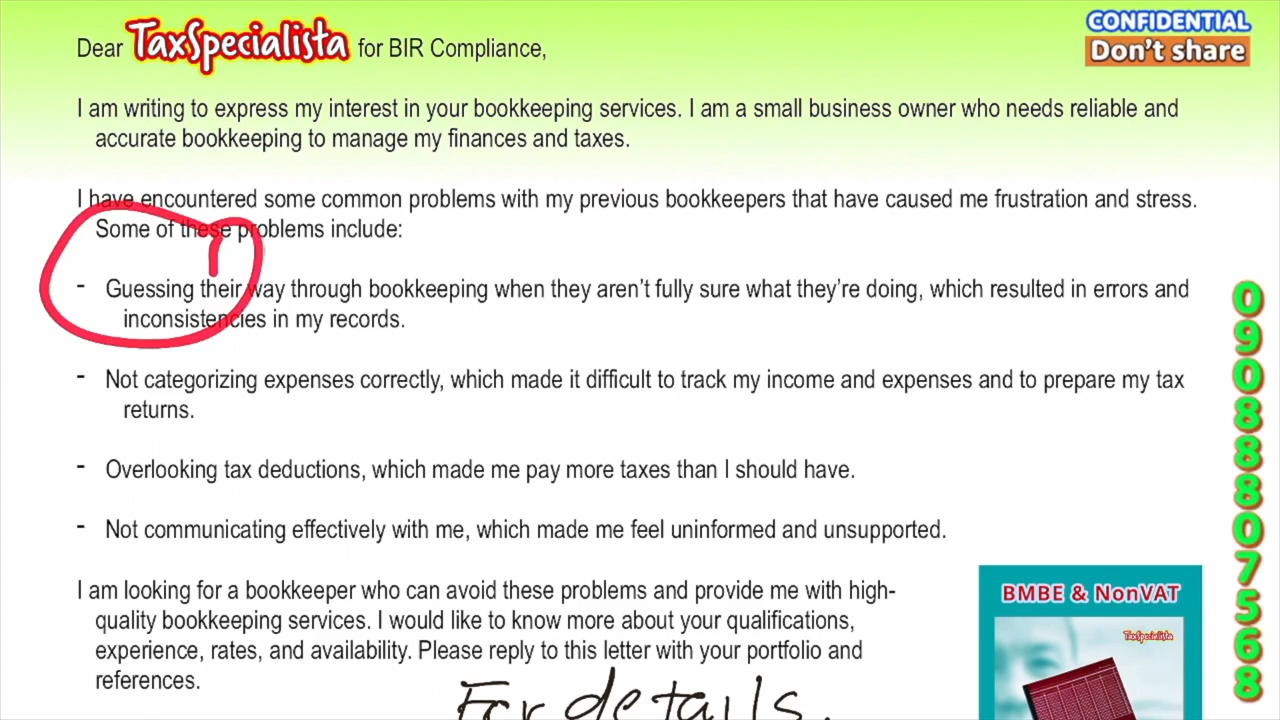 Dear TaxSpecialista for BIR Compliance,
CONFIDENTIAL
Don't share
I am writing to express my interest in your bookkeeping services. I am a small business owner who needs reliable and
accurate bookkeeping to manage my finances and taxes.
I have encountered some common problems with my previous bookkeepers that have caused me frustration and stress.
Some of these problems include:
- Guessing their way through bookkeeping when they aren't fully sure what they're doing, which resulted in errors and
inconsistencies in my records.
- Not categorizing expenses correctly, which made it difficult to track my income and expenses and to prepare my tax
returns.
- Overlooking tax deductions, which made me pay more taxes than I should have.
- Not communicating effectively with me, which made me feel uninformed and unsupported.
I am looking for a bookkeeper who can avoid these problems and provide me with high-
quality bookkeeping services. I would like to know more about your qualifications,
experience, rates, and availability. Please reply to this letter with your portfolio and
references.
For details.
09088807568
BMBE & NonVAT
TaxSpecialista